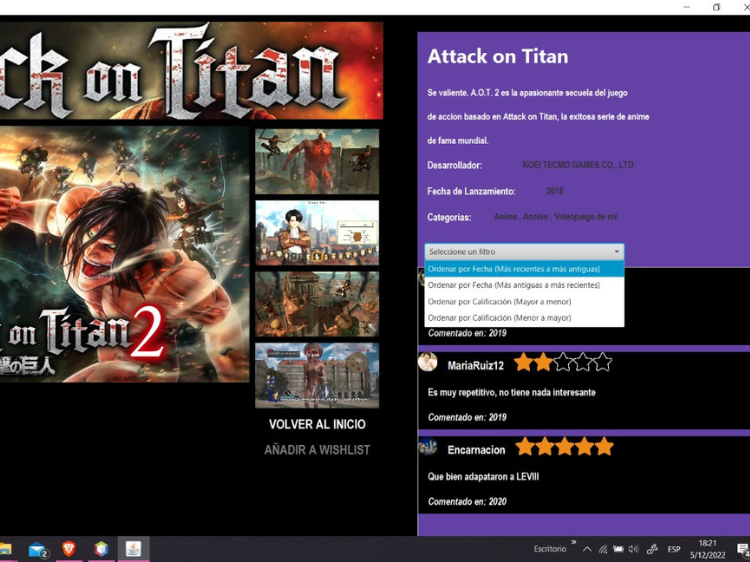 ck on Titan
Attack on Titan
Se valiente. A.O.T. 2 es la apasionante secuela del juego
de accion basado en Attack on Titan, la exitosa serie de anime
de fama mundial.
Desarrollador: KOEI TECMO GAMES CO., LTD
Fecha de Lanzamiento: 2018
Categorias: Anime , Accion , Videojuego de rol
Seleccione un filtro
Ordenar por Fecha (Más recientes a más antiguas)
Ordenar por Fecha (Más antiguas a más recientes)
Ordenar por Calificación (Mayor a menor)
Ordenar por Calificación (Menor a mayor)
Comentado en: 2019
MariaRuiz12
Es muy repetitivo, no tiene nada interesante
Comentado en: 2019
Encarnacion
Que bien adapataron a LEVIII
Comentado en: 2020
on Titan 2
撃の巨人
VOLVER AL INICIO
AÑADIR A WISHLIST
2
Escritorio
ESP
18:21
5/12/2022